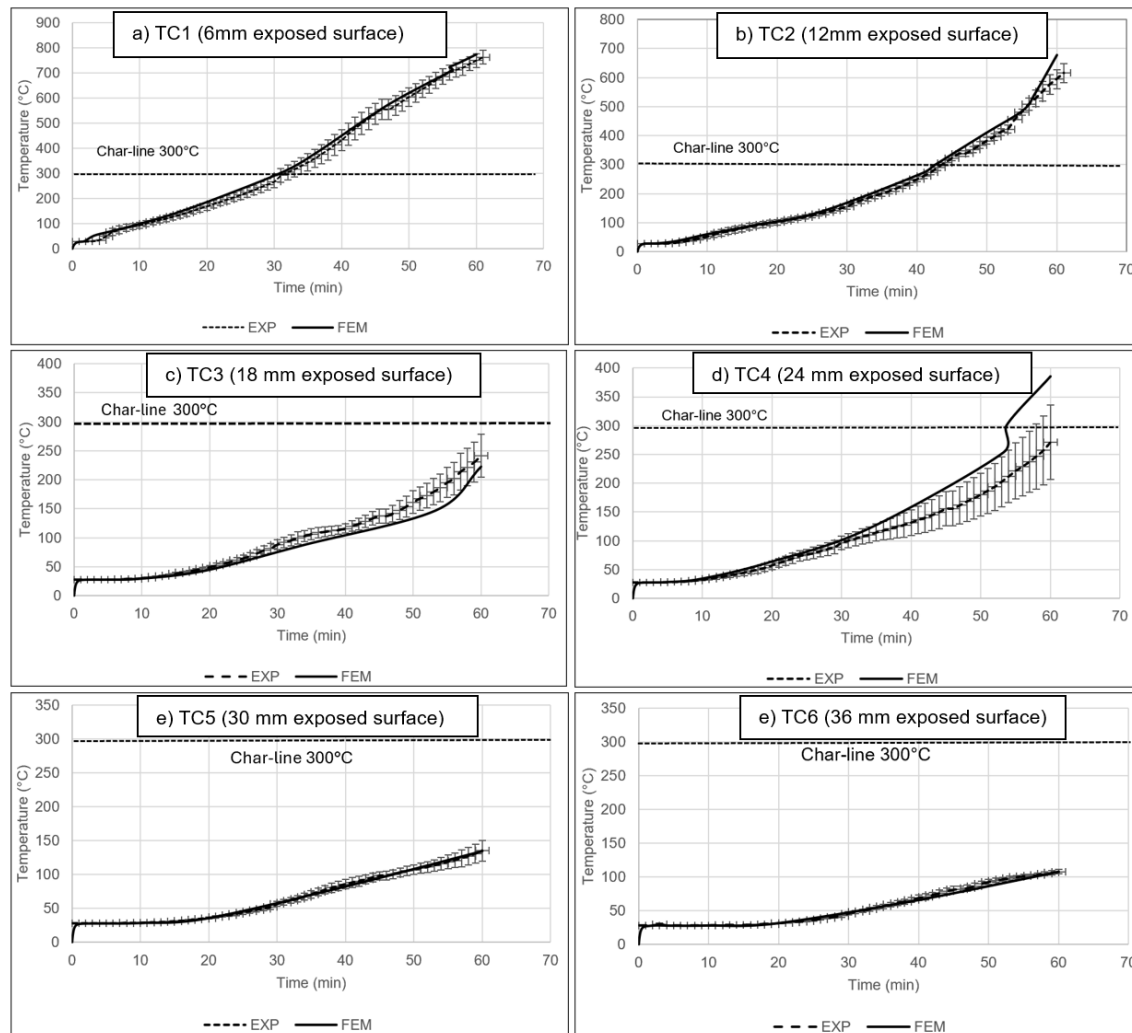 a) TC1 (6mm exposed surface)
900
800
700
600
500
400
300
200
100
0
Temperature (°C)
Char-line 300°C
0 10 20 30 40 50 60 70
Time (min)
EXP FEM
b) TC2 (12mm exposed surface)
800
700
600
500
400
300
200
100
0
Temperature (°C)
Char-line 300°C
0 10 20 30 40 50 60 70
Time (min)
EXP FEM
c) TC3 (18 mm exposed surface)
400
350
300
250
200
150
100
50
0
Temperature (°C)
Char-line 300°C
0 10 20 30 40 50 60 70
Time (min)
EXP FEM
d) TC4 (24 mm exposed surface)
400
350
300
250
200
150
100
50
0
Temperature (°C)
Char-line 300°C
0 10 20 30 40 50 60 70
Time (min)
EXP FEM
e) TC5 (30 mm exposed surface)
350
300
250
200
150
100
50
0
Temperature (°C)
Char-line 300°C
0 10 20 30 40 50 60 70
Time (min)
EXP FEM
e) TC6 (36 mm exposed surface)
350
300
250
200
150
100
50
0
Temperature (°C)
Char-line 300°C
0 10 20 30 40 50 60 70
Time (min)
EXP FEM